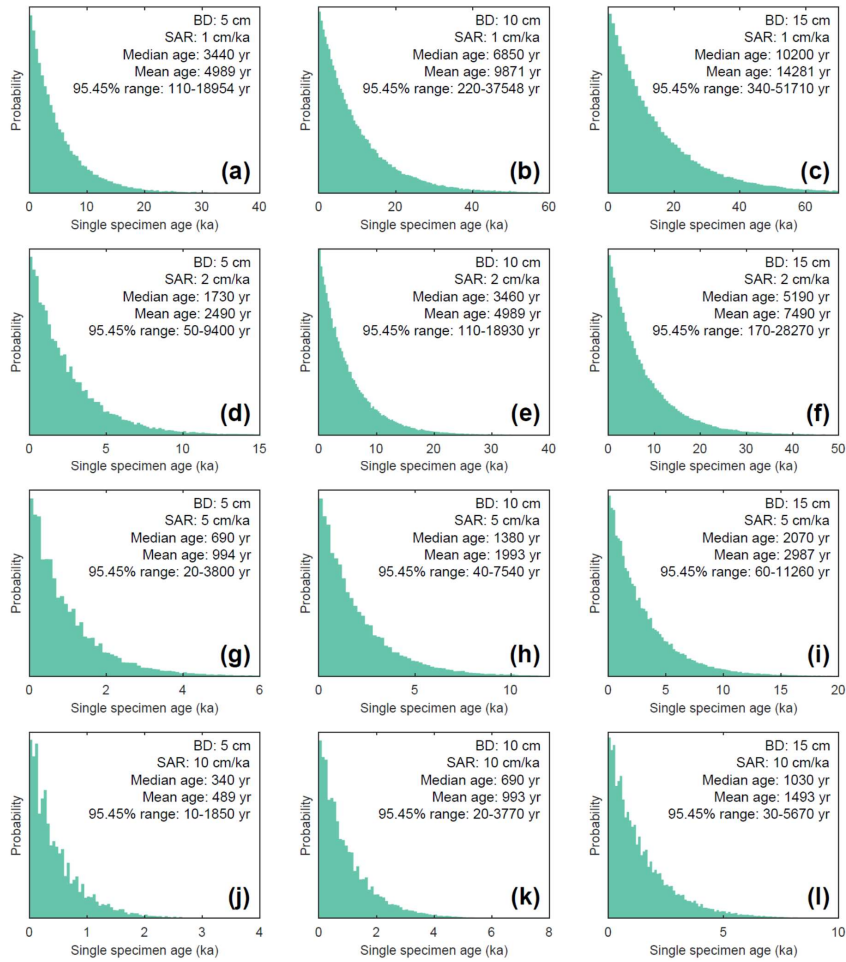 BD: 5 cm
SAR: 1 cm/ka
Median age: 3440 yr
Mean age: 4989 yr
95.45% range: 110-18954 yr
Probability
(a)
0 10 20 30 40
Single specimen age (ka)
BD: 10 cm
SAR: 1 cm/ka
Median age: 6850 yr
Mean age: 9871 yr
95.45% range: 220-37548 yr
Probability
(b)
0 20 40 60
Single specimen age (ka)
BD: 15 cm
SAR: 1 cm/ka
Median age: 10200 yr
Mean age: 14281 yr
95.45% range: 340-51710 yr
Probability
(c)
0 20 40 60
Single specimen age (ka)
BD: 5 cm
SAR: 2 cm/ka
Median age: 1730 yr
Mean age: 2490 yr
95.45% range: 50-9400 yr
Probability
(d)
0 5 10 15
Single specimen age (ka)
BD: 10 cm
SAR: 2 cm/ka
Median age: 3460 yr
Mean age: 4989 yr
95.45% range: 110-18930 yr
Probability
(e)
0 10 20 30 40
Single specimen age (ka)
BD: 15 cm
SAR: 2 cm/ka
Median age: 5190 yr
Mean age: 7490 yr
95.45% range: 170-28270 yr
Probability
(f)
0 10 20 30 40 50
Single specimen age (ka)
BD: 5 cm
SAR: 5 cm/ka
Median age: 690 yr
Mean age: 994 yr
95.45% range: 20-3800 yr
Probability
(g)
0 2 4 6
Single specimen age (ka)
BD: 10 cm
SAR: 5 cm/ka
Median age: 1380 yr
Mean age: 1993 yr
95.45% range: 40-7540 yr
Probability
(h)
0 5 10
Single specimen age (ka)
BD: 15 cm
SAR: 5 cm/ka
Median age: 2070 yr
Mean age: 2987 yr
95.45% range: 60-11260 yr
Probability
(i)
0 5 10 15 20
Single specimen age (ka)
BD: 5 cm
SAR: 10 cm/ka
Median age: 340 yr
Mean age: 489 yr
95.45% range: 10-1850 yr
Probability
(j)
0 1 2 3 4
Single specimen age (ka)
BD: 10 cm
SAR: 10 cm/ka
Median age: 690 yr
Mean age: 993 yr
95.45% range: 20-3770 yr
Probability
(k)
0 2 4 6 8
Single specimen age (ka)
BD: 15 cm
SAR: 10 cm/ka
Median age: 1030 yr
Mean age: 1493 yr
95.45% range: 30-5670 yr
Probability
(l)
0 5 10
Single specimen age (ka)